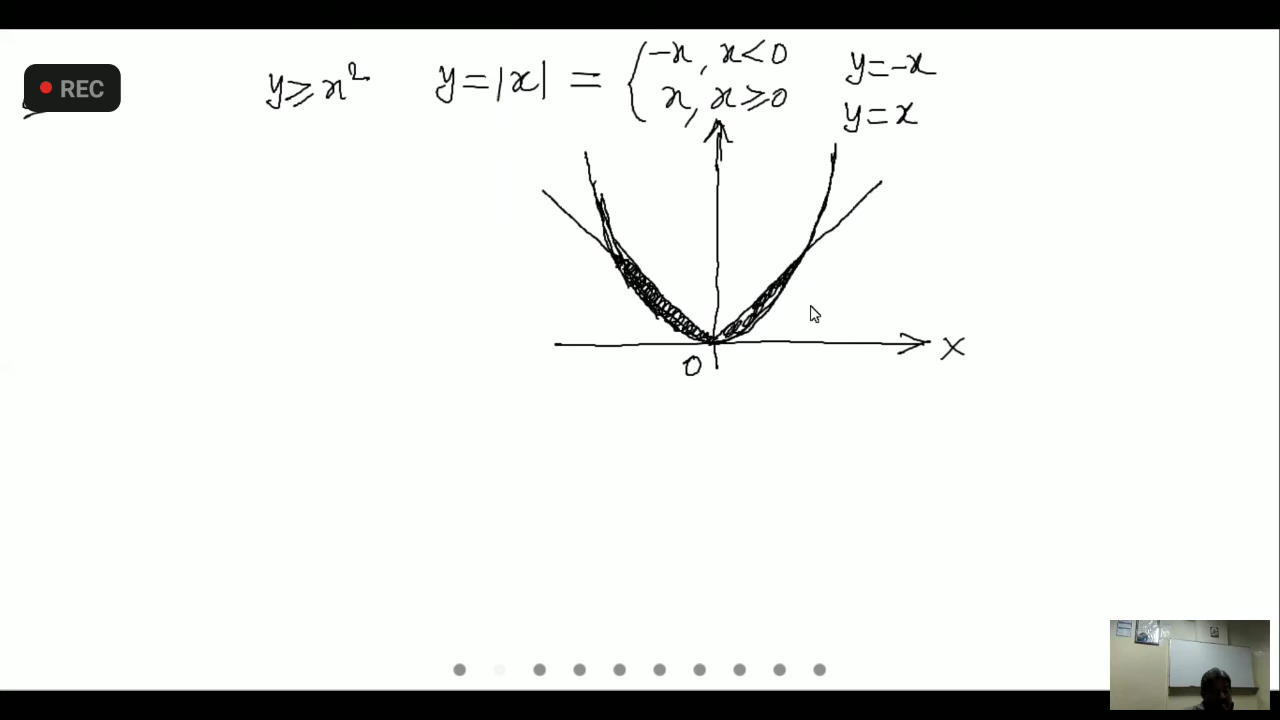 REC
y ≥ x² y = |x| = { -x, x < 0 y = -x
x, x ≥ 0 y = x
0 X